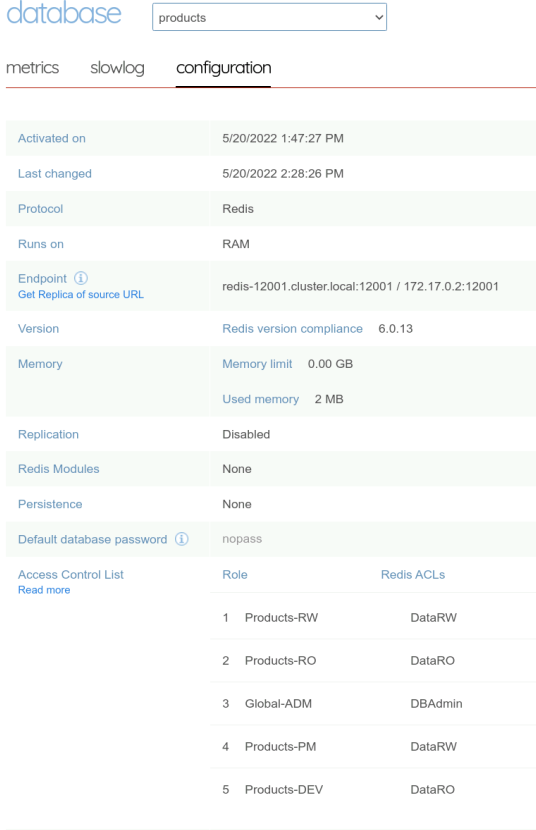 database
products
metrics slowlog configuration
Activated on 5/20/2022 1:47:27 PM
Last changed 5/20/2022 2:28:26 PM
Protocol Redis
Runs on RAM
Endpoint
Get Replica of source URL
redis-12001.cluster.local:12001 / 172.17.0.2:12001
Version Redis version compliance 6.0.13
Memory Memory limit 0.00 GB
Used memory 2 MB
Replication Disabled
Redis Modules None
Persistence None
Default database password nopass
Access Control List Role Redis ACLs
Read more
1 Products-RW DataRW
2 Products-RO DataRO
3 Global-ADM DBAdmin
4 Products-PM DataRW
5 Products-DEV DataRO